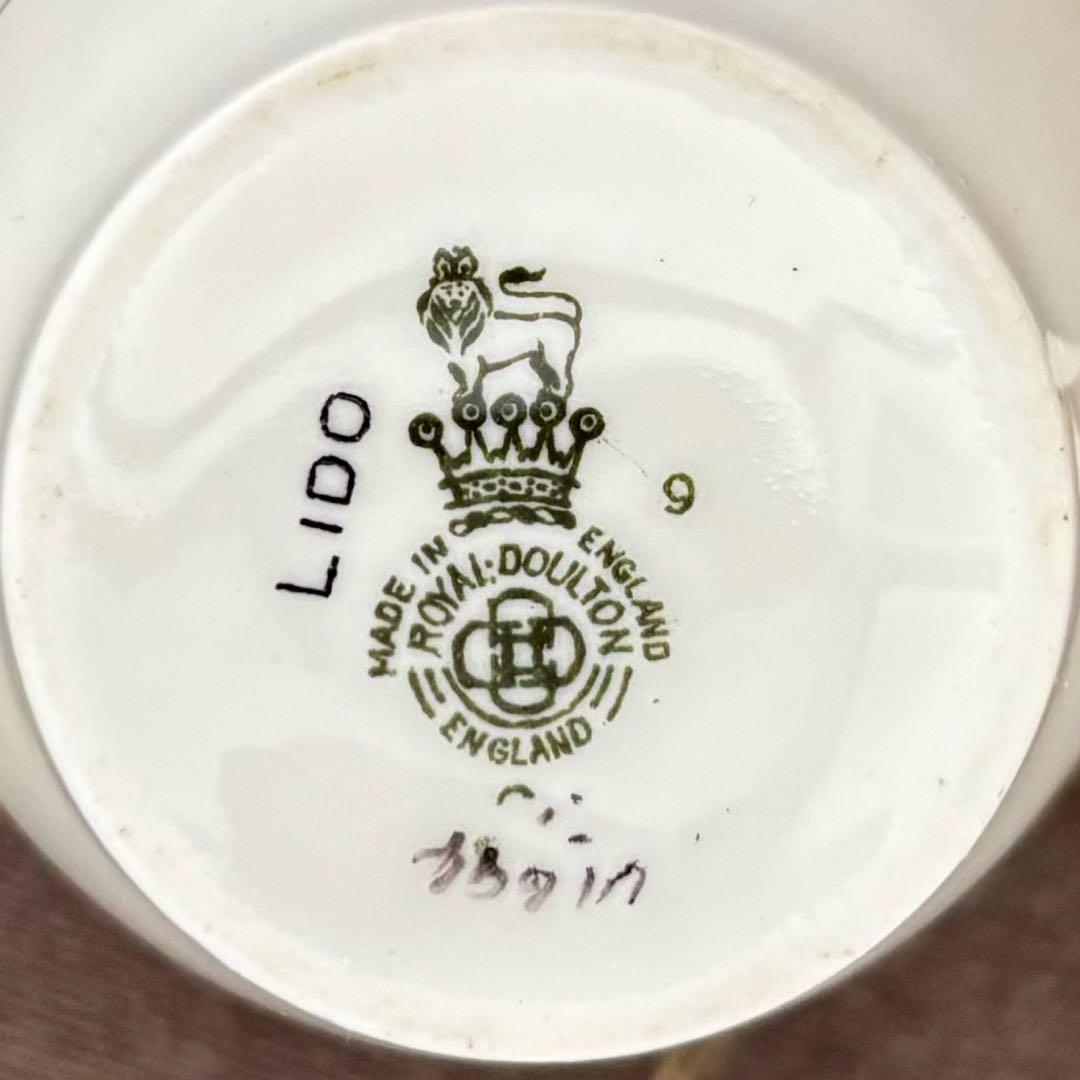 LIDO
9
MADE IN ENGLAND
ROYAL·DOULTON
ENGLAND